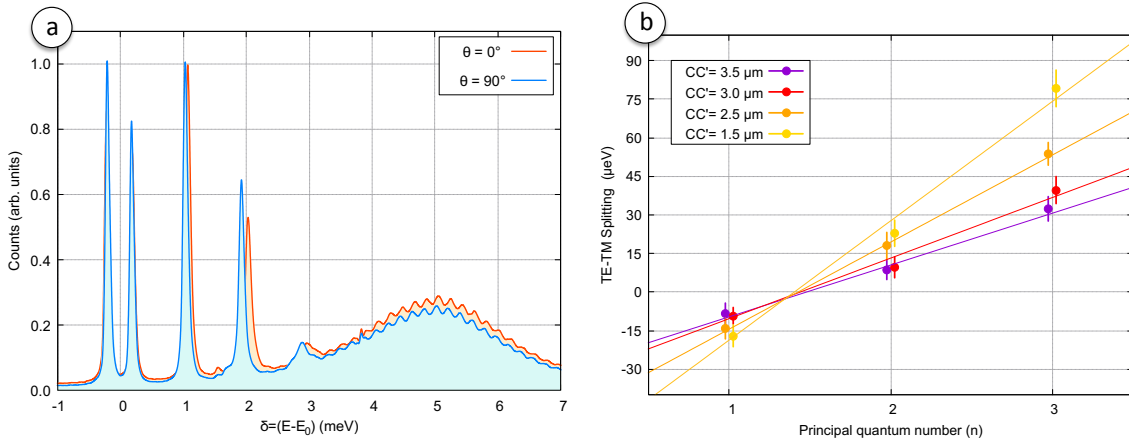 a
b
θ = 0°
θ = 90°
1.0
0.8
0.6
0.4
0.2
0.0
Counts (arb. units)
-1 0 1 2 3 4 5 6 7
δ=(E-E₀) (meV)
CC'= 3.5 µm
CC'= 3.0 µm
CC'= 2.5 µm
CC'= 1.5 µm
90
75
60
45
30
15
0
-15
-30
TE-TM Splitting (µeV)
1 2 3
Principal quantum number (n)